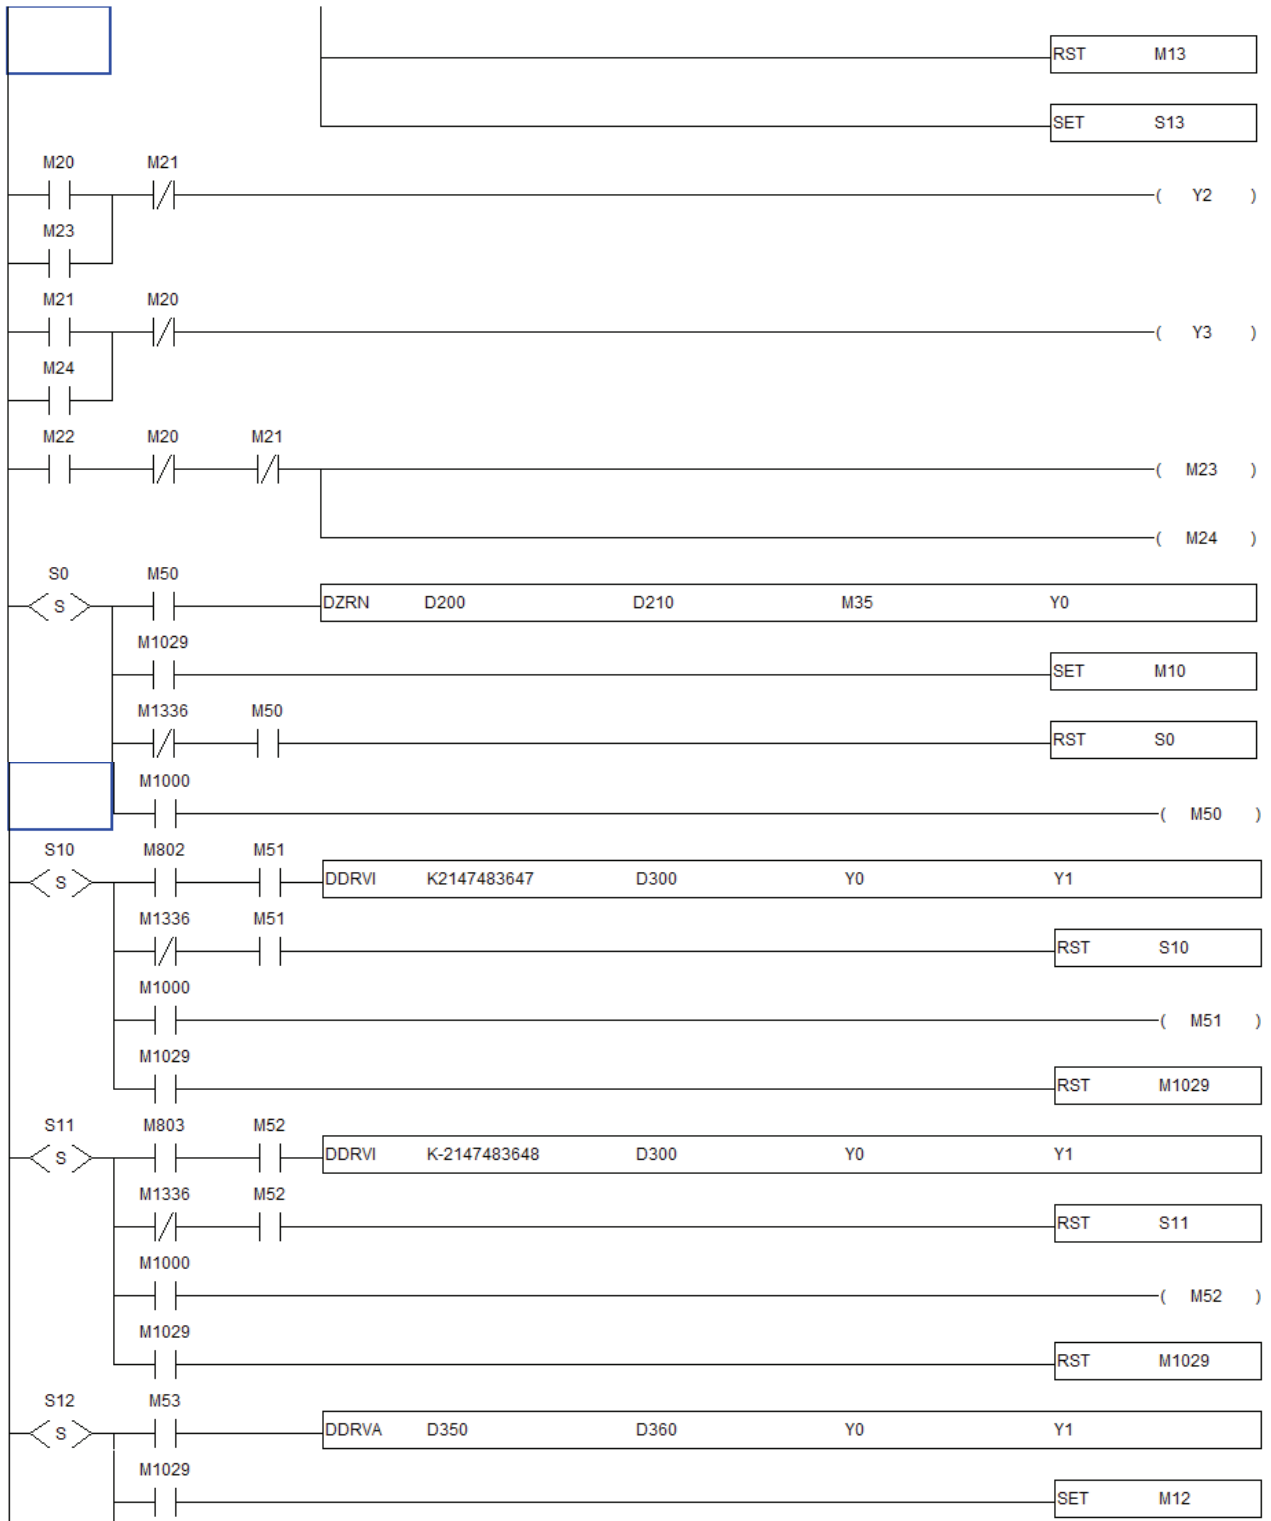 RST M13
SET S13
M20 M21
( Y2 )
M23
M21 M20
( Y3 )
M24
M22 M20 M21
( M23 )
( M24 )
S0 M50
S DZRN D200 D210 M35 Y0
M1029
SET M10
M1336 M50
RST S0
M1000
( M50 )
S10 M802 M51
S DDRVI K2147483647 D300 Y0 Y1
M1336 M51
RST S10
M1000
( M51 )
M1029
RST M1029
S11 M803 M52
S DDRVI K-2147483648 D300 Y0 Y1
M1336 M52
RST S11
M1000
( M52 )
M1029
RST M1029
S12 M53
S DDRVA D350 D360 Y0 Y1
M1029
SET M12